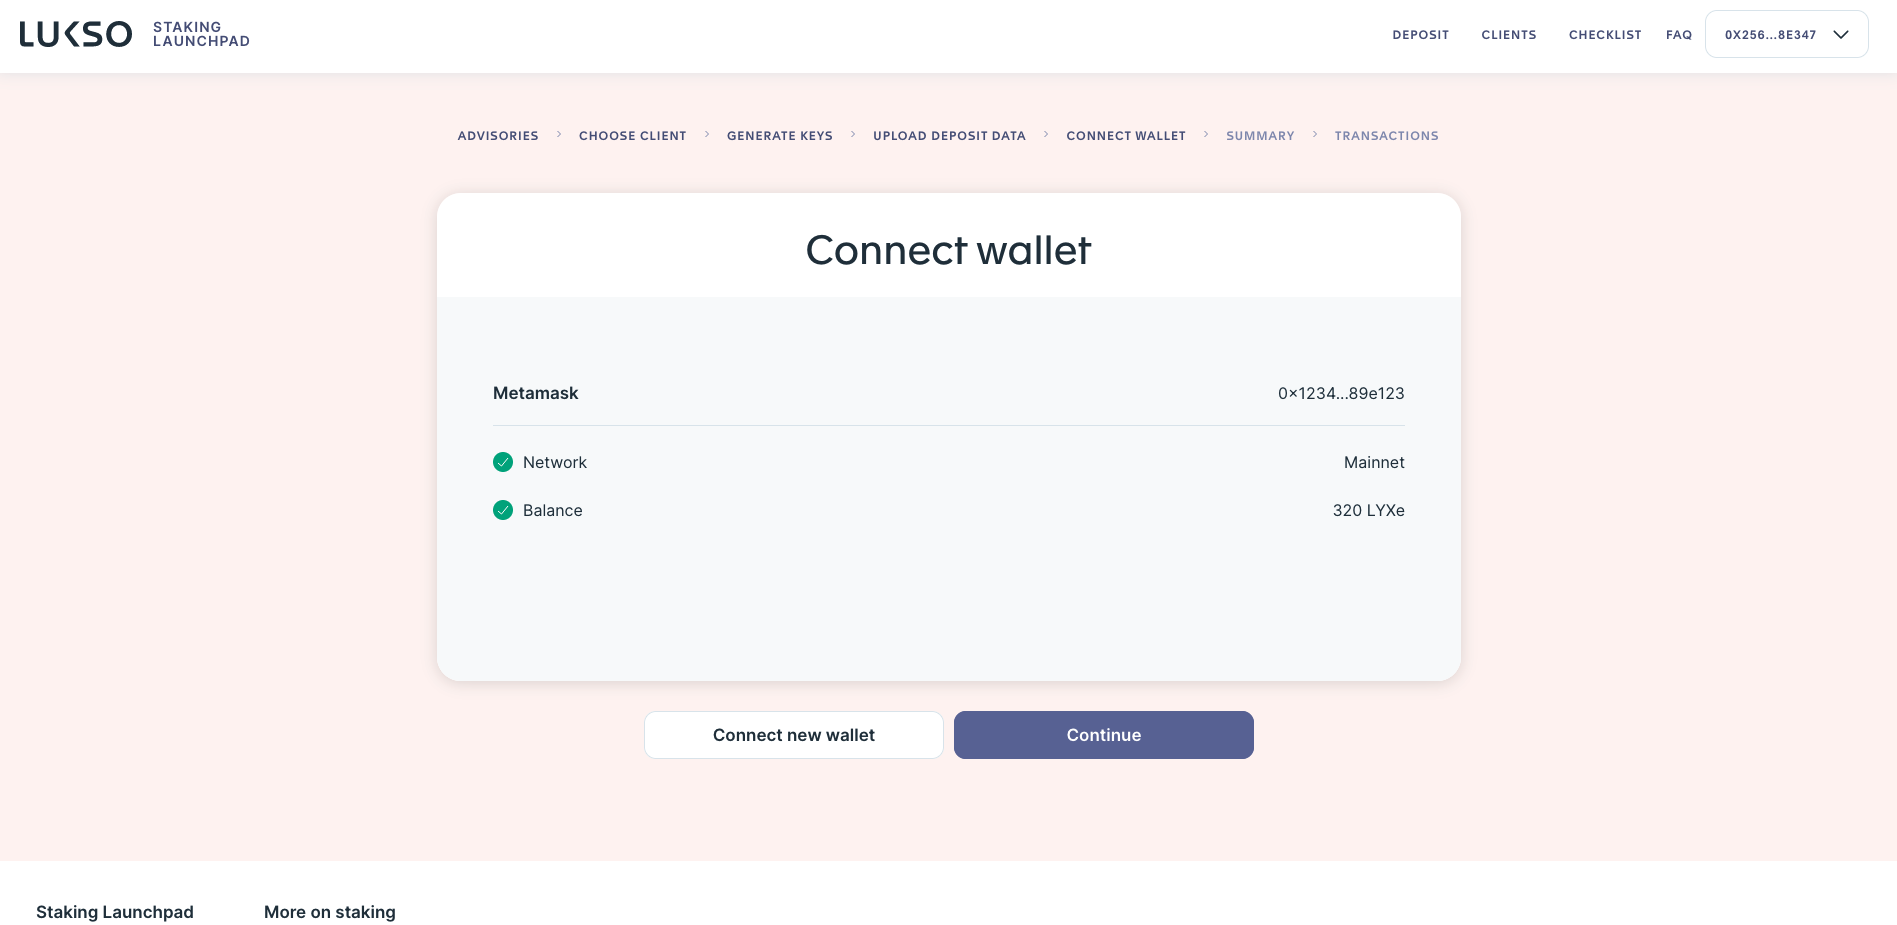 LUKSO
STAKING
LAUNCHPAD
DEPOSIT
CLIENTS
CHECKLIST
FAQ
0X256...8E347
ADVISORIES > CHOOSE CLIENT > GENERATE KEYS > UPLOAD DEPOSIT DATA > CONNECT WALLET > SUMMARY > TRANSACTIONS
Connect wallet
Metamask 0×1234...89e123
Network Mainnet
Balance 320 LYXe
Connect new wallet
Continue
Staking Launchpad
More on staking